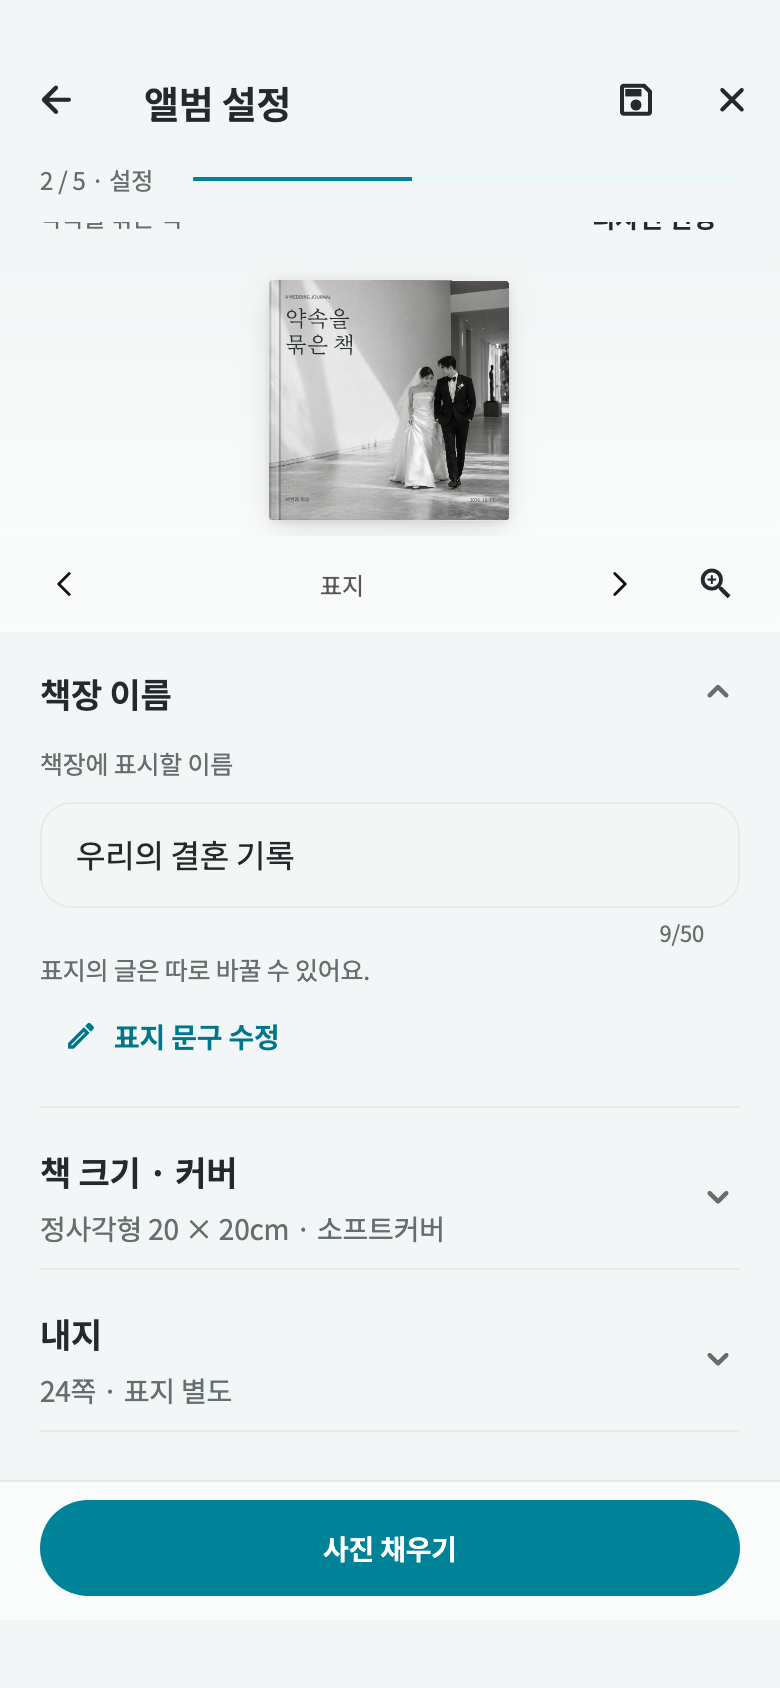 앨범 설정
2 / 5 · 설정
A WEDDING JOURNAL
약속을
묶은 책
표지
책장 이름
책장에 표시할 이름
우리의 결혼 기록
9/50
표지의 글은 따로 바꿀 수 있어요.
표지 문구 수정
책 크기 · 커버
정사각형 20 × 20cm · 소프트커버
내지
24쪽 · 표지 별도
사진 채우기